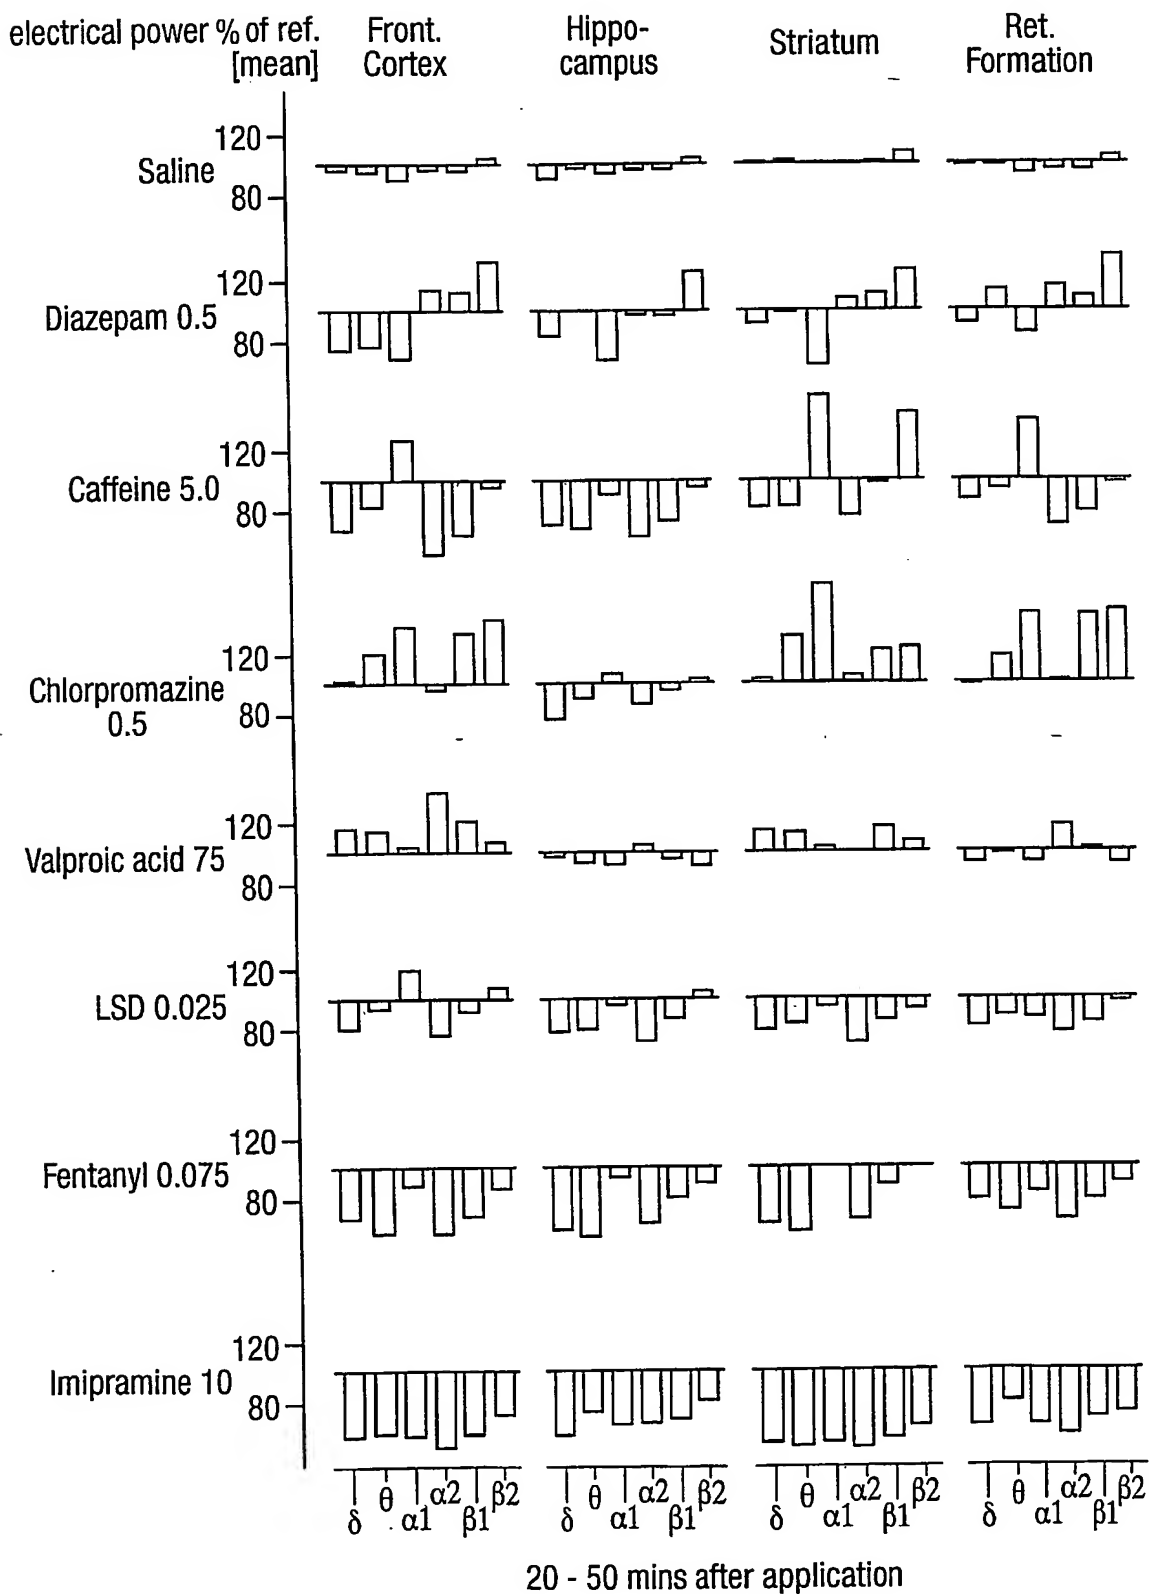 electrical power % of ref.
[mean]
Front.
Cortex
Hippo-
campus
Striatum
Ret.
Formation
120
Saline
80
120
Diazepam 0.5
80
120
Caffeine 5.0
80
120
Chlorpromazine
0.5
80
120
Valproic acid 75
80
120
LSD 0.025
80
120
Fentanyl 0.075
80
120
Imipramine 10
80
δ θ α1 α2 β1 β2
δ θ α1 α2 β1 β2
δ θ α1 α2 β1 β2
δ θ α1 α2 β1 β2
20 - 50 mins after application